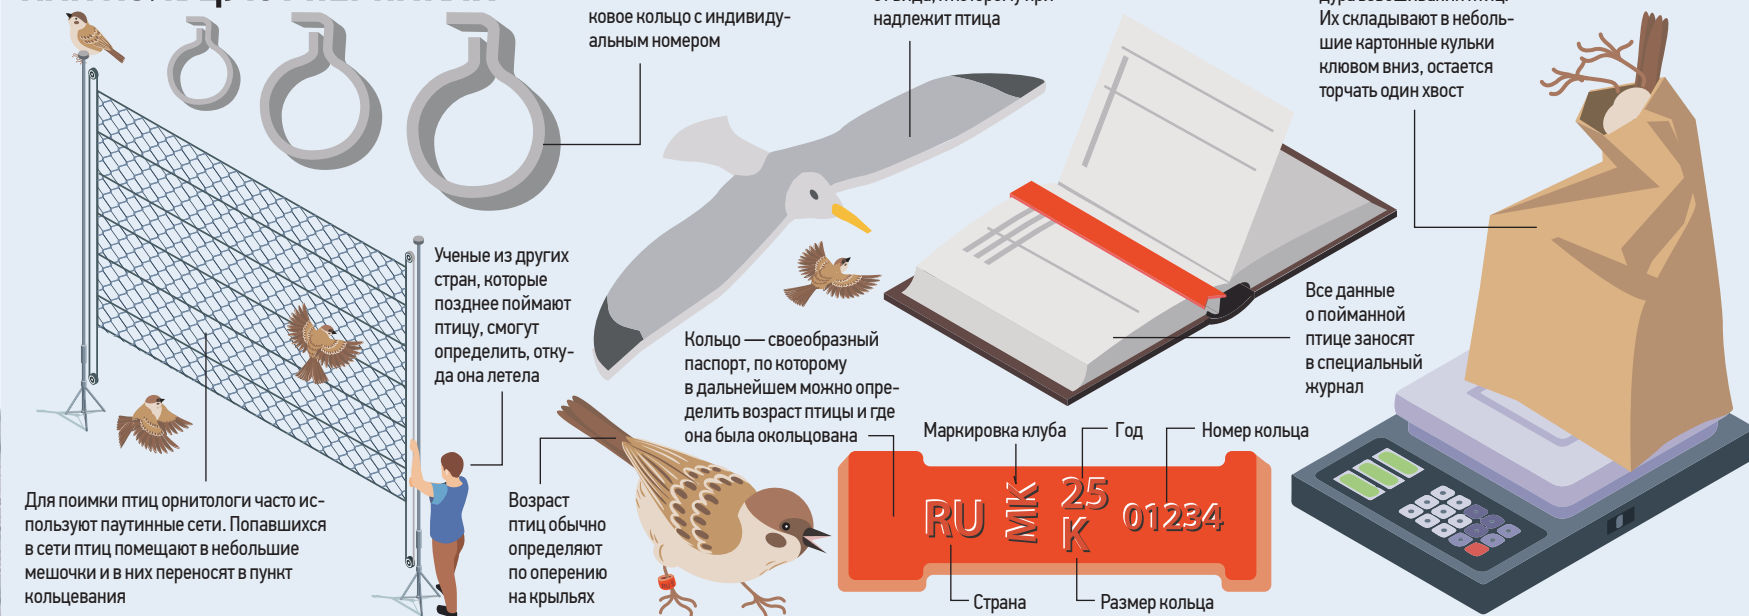 ковое кольцо с индивиду-
альным номером
надлежит птица
Их складывают в неболь-
шие картонные кульки
клювом вниз, остается
торчать один хвост
Ученые из других
стран, которые
позднее поймают
птицу, смогут
определить, отку-
да она летела
Кольцо — своеобразный
паспорт, по которому
в дальнейшем можно опре-
делить возраст птицы и где
она была окольцована
Все данные
о пойманной
птице заносят
в специальный
журнал
Для поимки птиц орнитологи часто ис-
пользуют паутинные сети. Попавшихся
в сети птиц помещают в небольшие
мешочки и в них переносят в пункт
кольцевания
Возраст
птиц обычно
определяют
по оперению
на крыльях
Маркировка клуба
Год
Номер кольца
RU
МК
25
К
01234
Страна
Размер кольца